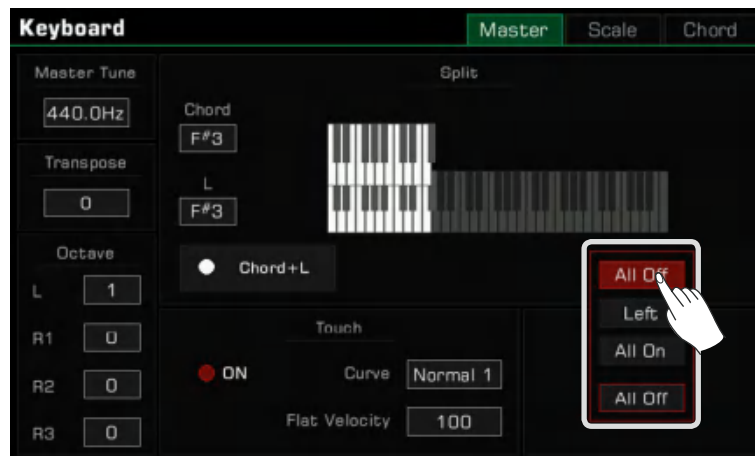 Keyboard
Master
Scale
Chord
Master Tune
440.0Hz
Transpose
0
Octave
L 1
R1 0
R2 0
R3 0
Split
Chord
F#3
L
F#3
Chord+L
Touch
ON
Curve Normal 1
Flat Velocity 100
All Off
Left
All On
All Off